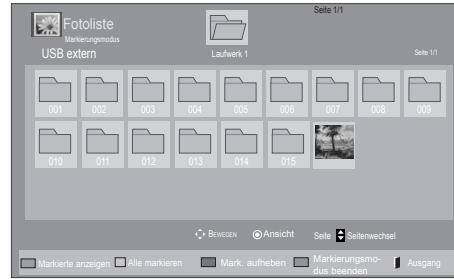 Seite 1/1
Fotoliste
Markierungsmodus
USB extern
Laufwerk 1
Seite 1/1
001 002 003 004 005 006 007 008 009
010 011 012 013 014 015
Bewegen Ansicht Seite Seitenwechsel
Markierte anzeigen Alle markieren Mark. aufheben Markierungsmo-
dus beenden Ausgang